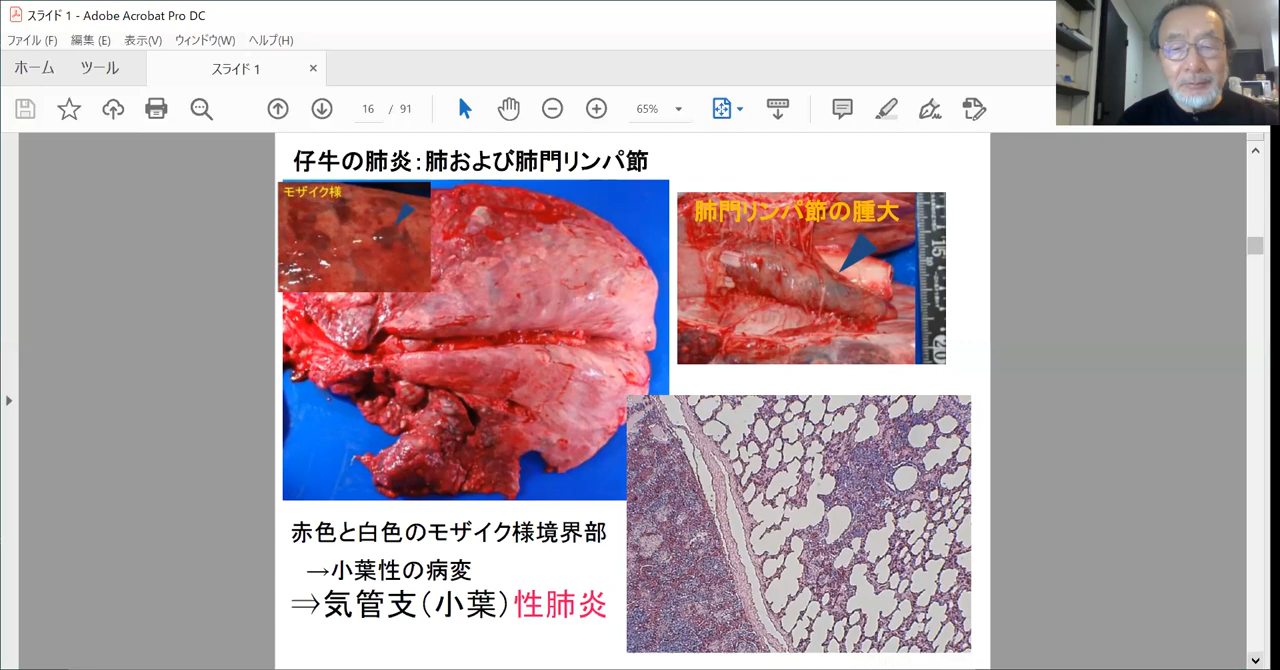 スライド 1 - Adobe Acrobat Pro DC
ファイル (F) 編集 (E) 表示(V) ウィンドウ(W) ヘルプ(H)
ホーム ツール スライド 1 ×
16 / 91 65%
仔牛の肺炎：肺および肺門リンパ節
モザイク様
肺門リンパ節の腫大
15
20
赤色と白色のモザイク様境界部
→小葉性の病変
⇒気管支（小葉）性肺炎